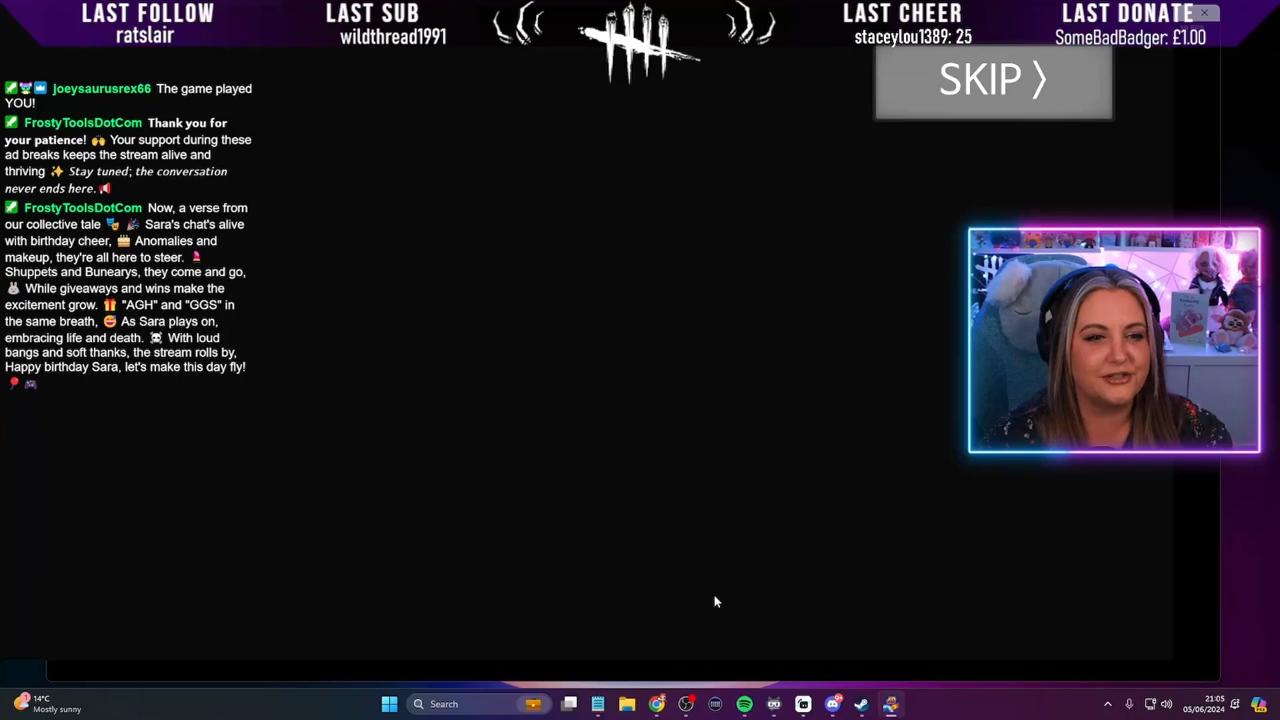 LAST FOLLOW
ratslair
LAST SUB
wildthread1991
LAST CHEER
staceylou1389: 25
LAST DONATE
SomeBadBadger: £1.00
SKIP 〉
joeysaurusrex66 The game played
YOU!
FrostyToolsDotCom Thank you for
your patience! 🙌 Your support during these
ad breaks keeps the stream alive and
thriving ✨ Stay tuned; the conversation
never ends here. 📢
FrostyToolsDotCom Now, a verse from
our collective tale 🎭 🎉 Sara's chat's alive
with birthday cheer, 🎂 Anomalies and
makeup, they're all here to steer. 💄
Shuppets and Bunearys, they come and go,
🐰 While giveaways and wins make the
excitement grow. 🎁 "AGH" and "GGS" in
the same breath, 😅 As Sara plays on,
embracing life and death. ☠️ With loud
bangs and soft thanks, the stream rolls by,
Happy birthday Sara, let's make this day fly!
🎈 🎮
14°C
Mostly sunny
Search
21:05
05/06/2024